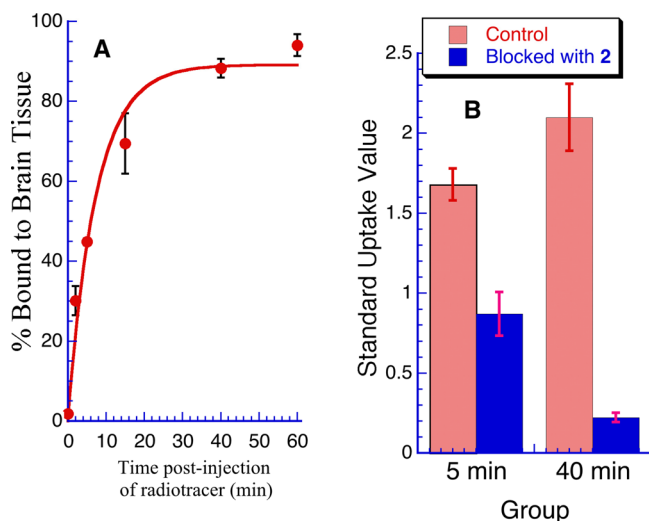 A
% Bound to Brain Tissue
100
80
60
40
20
0
0 10 20 30 40 50 60
Time post-injection
of radiotracer (min)
Control
Blocked with 2
B
Standard Uptake Value
2.5
2
1.5
1
0.5
0
5 min 40 min
Group